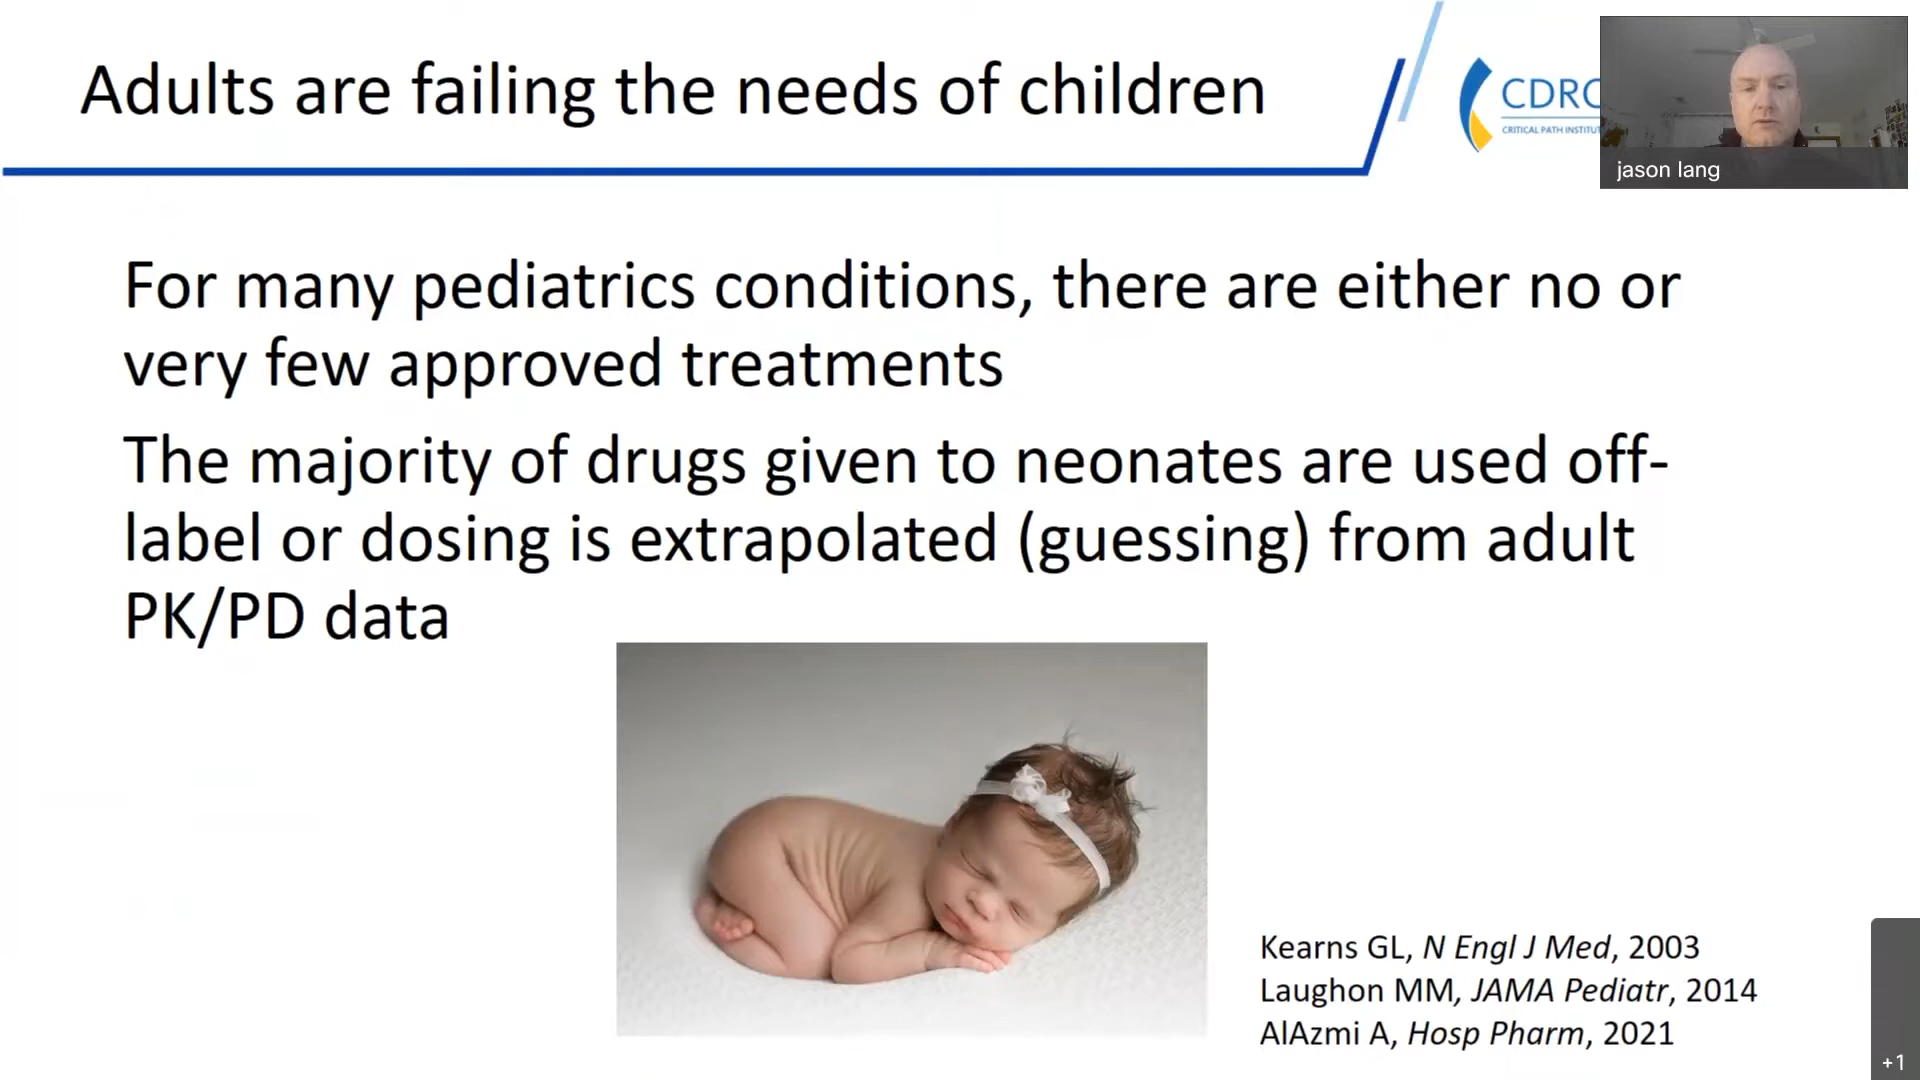 Adults are failing the needs of children
CDRC
CRITICAL PATH INSTITU
jason lang
For many pediatrics conditions, there are either no or
very few approved treatments
The majority of drugs given to neonates are used off-
label or dosing is extrapolated (guessing) from adult
PK/PD data
Kearns GL, N Engl J Med, 2003
Laughon MM, JAMA Pediatr, 2014
AlAzmi A, Hosp Pharm, 2021
+1